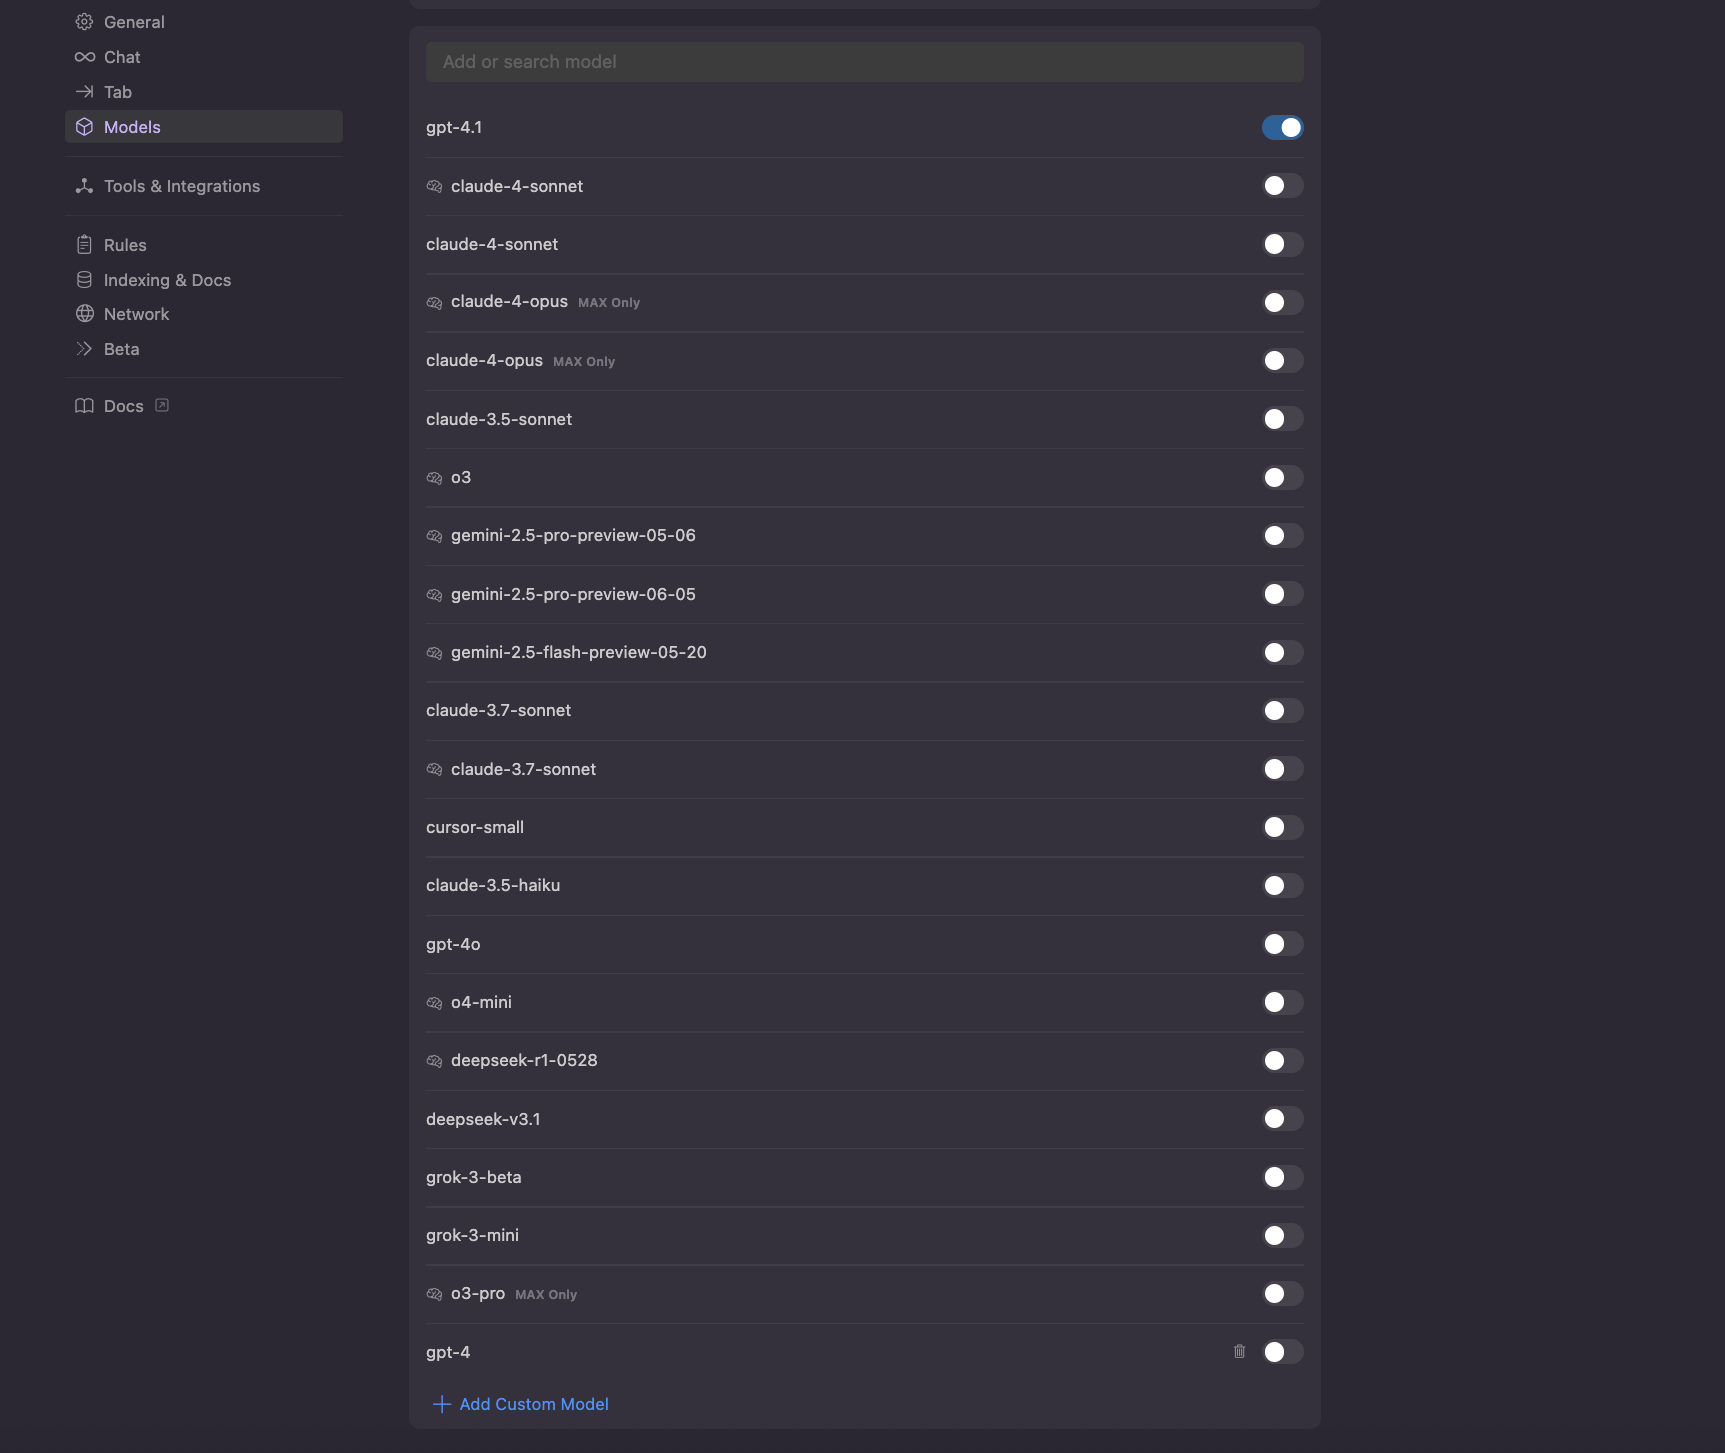 General
Chat
Tab
Models
Tools & Integrations
Rules
Indexing & Docs
Network
Beta
Docs
Add or search model
gpt-4.1
claude-4-sonnet
claude-4-sonnet
claude-4-opus MAX Only
claude-4-opus MAX Only
claude-3.5-sonnet
o3
gemini-2.5-pro-preview-05-06
gemini-2.5-pro-preview-06-05
gemini-2.5-flash-preview-05-20
claude-3.7-sonnet
claude-3.7-sonnet
cursor-small
claude-3.5-haiku
gpt-4o
o4-mini
deepseek-r1-0528
deepseek-v3.1
grok-3-beta
grok-3-mini
o3-pro MAX Only
gpt-4
Add Custom Model